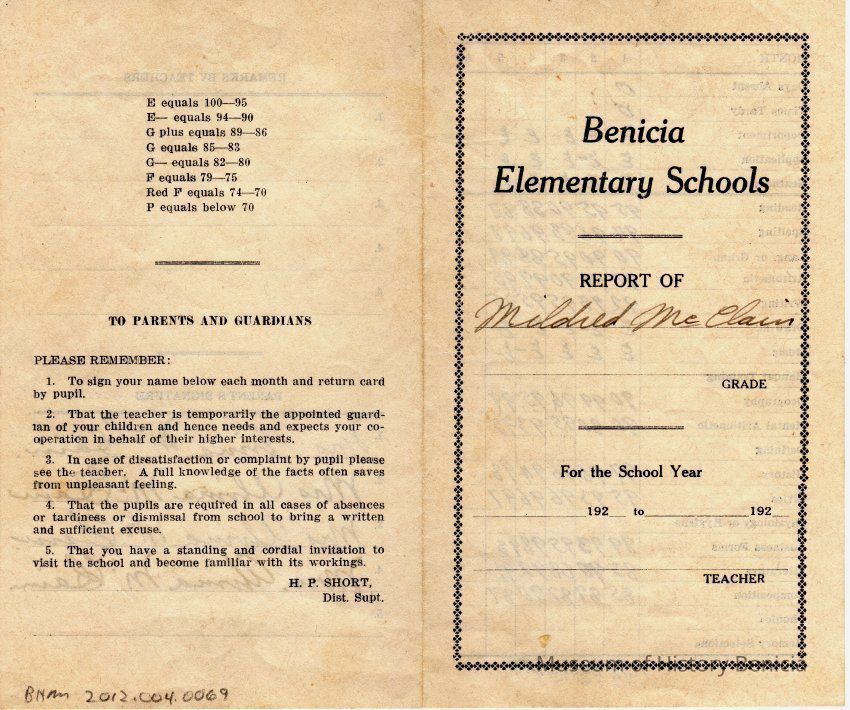 E equals 100—95
E— equals 94—90
G plus equals 89—86
G equals 85—83
G— equals 82—80
F equals 79—75
Red F equals 74—70
P equals below 70
TO PARENTS AND GUARDIANS
PLEASE REMEMBER:
1. To sign your name below each month and return card
by pupil.
2. That the teacher is temporarily the appointed guard-
ian of your children and hence needs and expects your co-
operation in behalf of their higher interests.
3. In case of dissatisfaction or complaint by pupil please
see the teacher. A full knowledge of the facts often saves
from unpleasant feeling.
4. That the pupils are required in all cases of absences
or tardiness or dismissal from school to bring a written
and sufficient excuse.
5. That you have a standing and cordial invitation to
visit the school and become familiar with its workings.
H. P. SHORT,
Dist. Supt.
BHM 2012.004.0069
Benicia
Elementary Schools
REPORT OF
Mildred McClain
GRADE
For the School Year
192 to 192
TEACHER
Museum of History Benicia